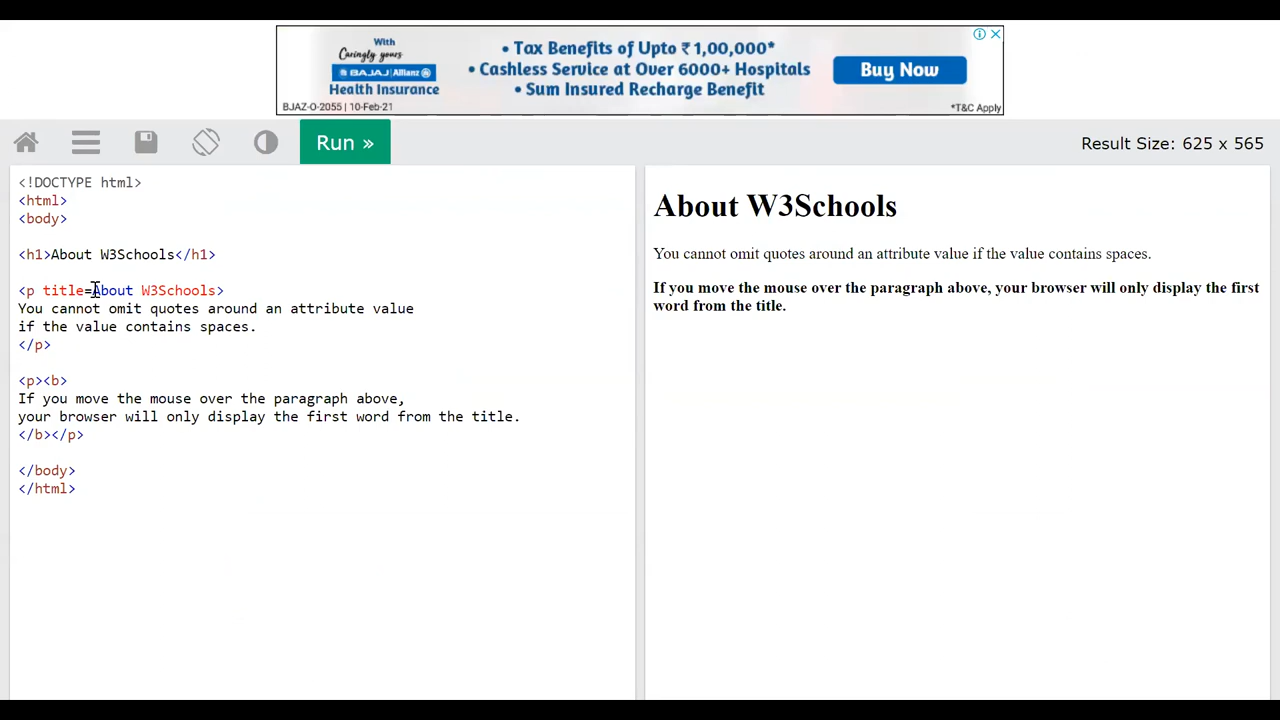 With
Caringly yours
BAJAJ Allianz
Health Insurance
BJAZ-O-2055 | 10-Feb-21
• Tax Benefits of Upto ₹ 1,00,000*
• Cashless Service at Over 6000+ Hospitals
• Sum Insured Recharge Benefit
Buy Now
*T&C Apply
Run »
Result Size: 625 x 565
<!DOCTYPE html>
<html>
<body>
<h1>About W3Schools</h1>
<p title=About W3Schools>
You cannot omit quotes around an attribute value
if the value contains spaces.
</p>
<p><b>
If you move the mouse over the paragraph above,
your browser will only display the first word from the title.
</b></p>
</body>
</html>
About W3Schools
You cannot omit quotes around an attribute value if the value contains spaces.
If you move the mouse over the paragraph above, your browser will only display the first
word from the title.